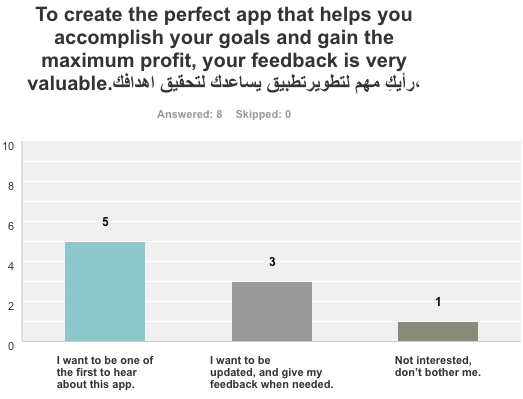 To create the perfect app that helps you
accomplish your goals and gain the
maximum profit, your feedback is very
valuable.رأيكِ مهم لتطويرتطبيق يساعدك لتحقيق اهدافك،
Answered: 8 Skipped: 0
10
8
6
4
2
0
5
3
1
I want to be one of
the first to hear
about this app.
I want to be
updated, and give my
feedback when needed.
Not interested,
don't bother me.